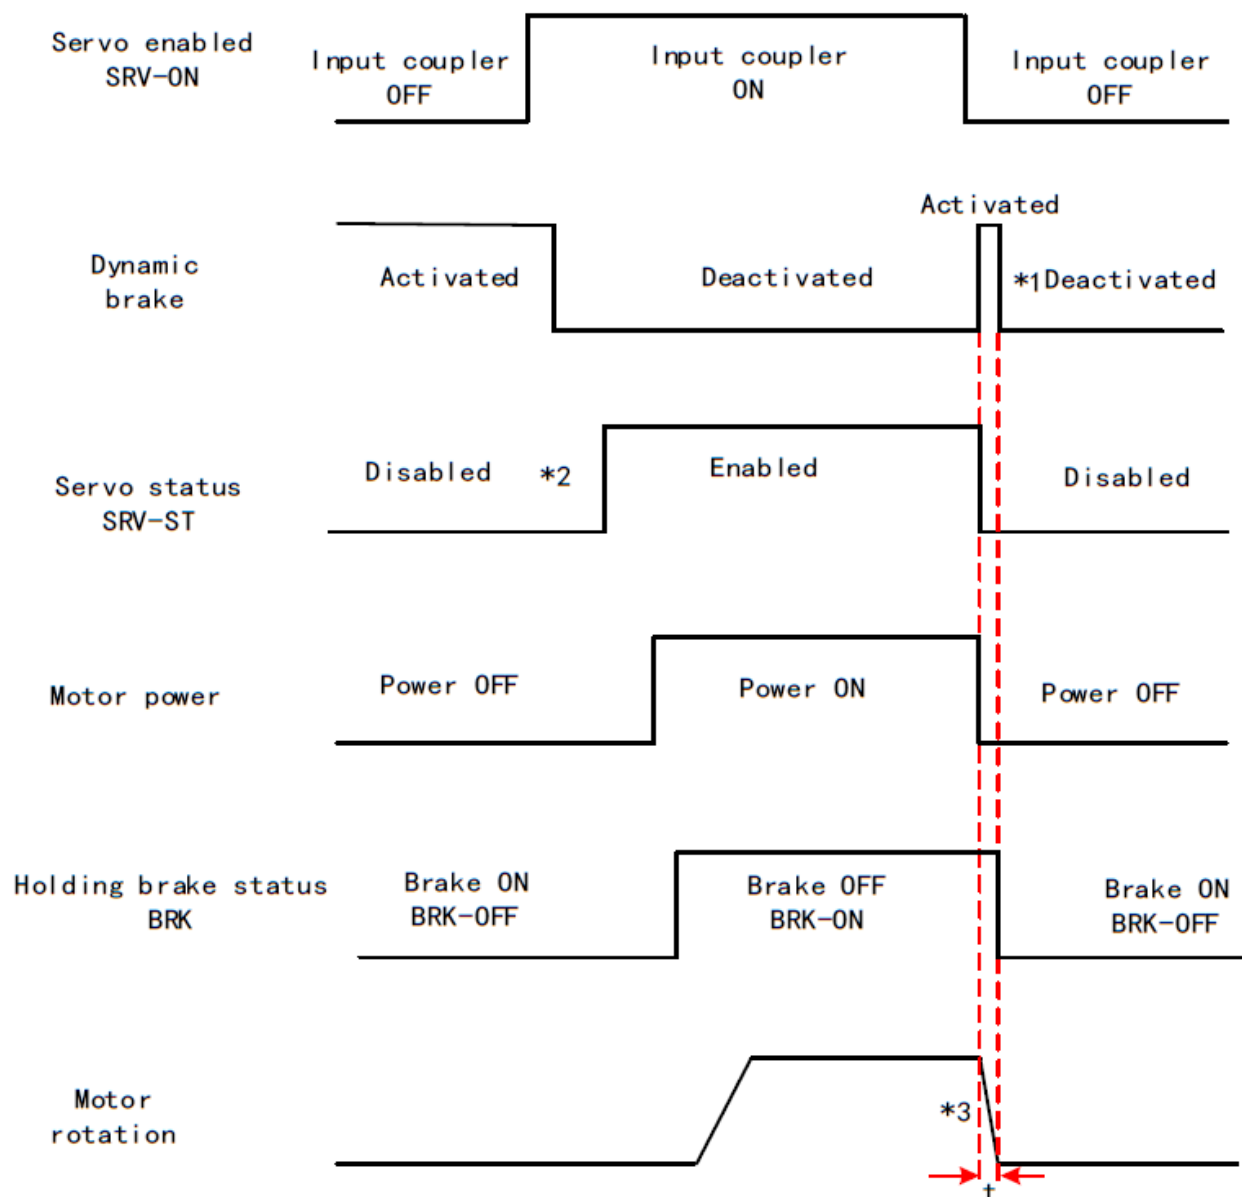 Servo enabled
SRV-ON
Input coupler
OFF
Input coupler
ON
Input coupler
OFF
Activated
Dynamic
brake
Activated
Deactivated
*1Deactivated
Servo status
SRV-ST
Disabled
*2
Enabled
Disabled
Motor power
Power OFF
Power ON
Power OFF
Holding brake status
BRK
Brake ON
BRK-OFF
Brake OFF
BRK-ON
Brake ON
BRK-OFF
Motor
rotation
*3
t